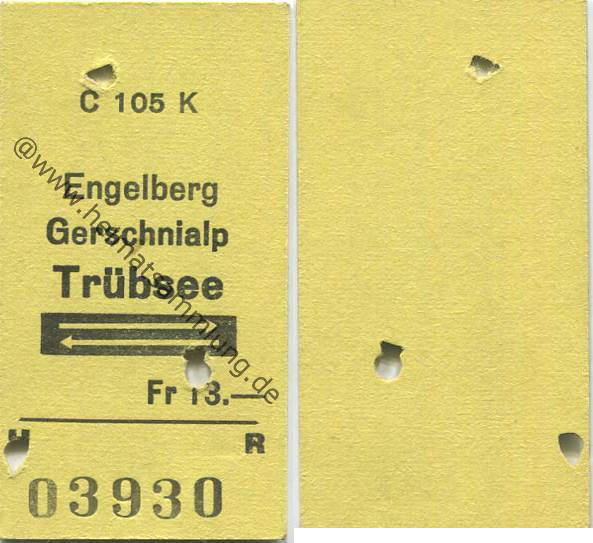 C 105 K
Engelberg
Gerschnialp
Trübsee
Fr 13.—
H R
03930
@www.heimatsammlung.de